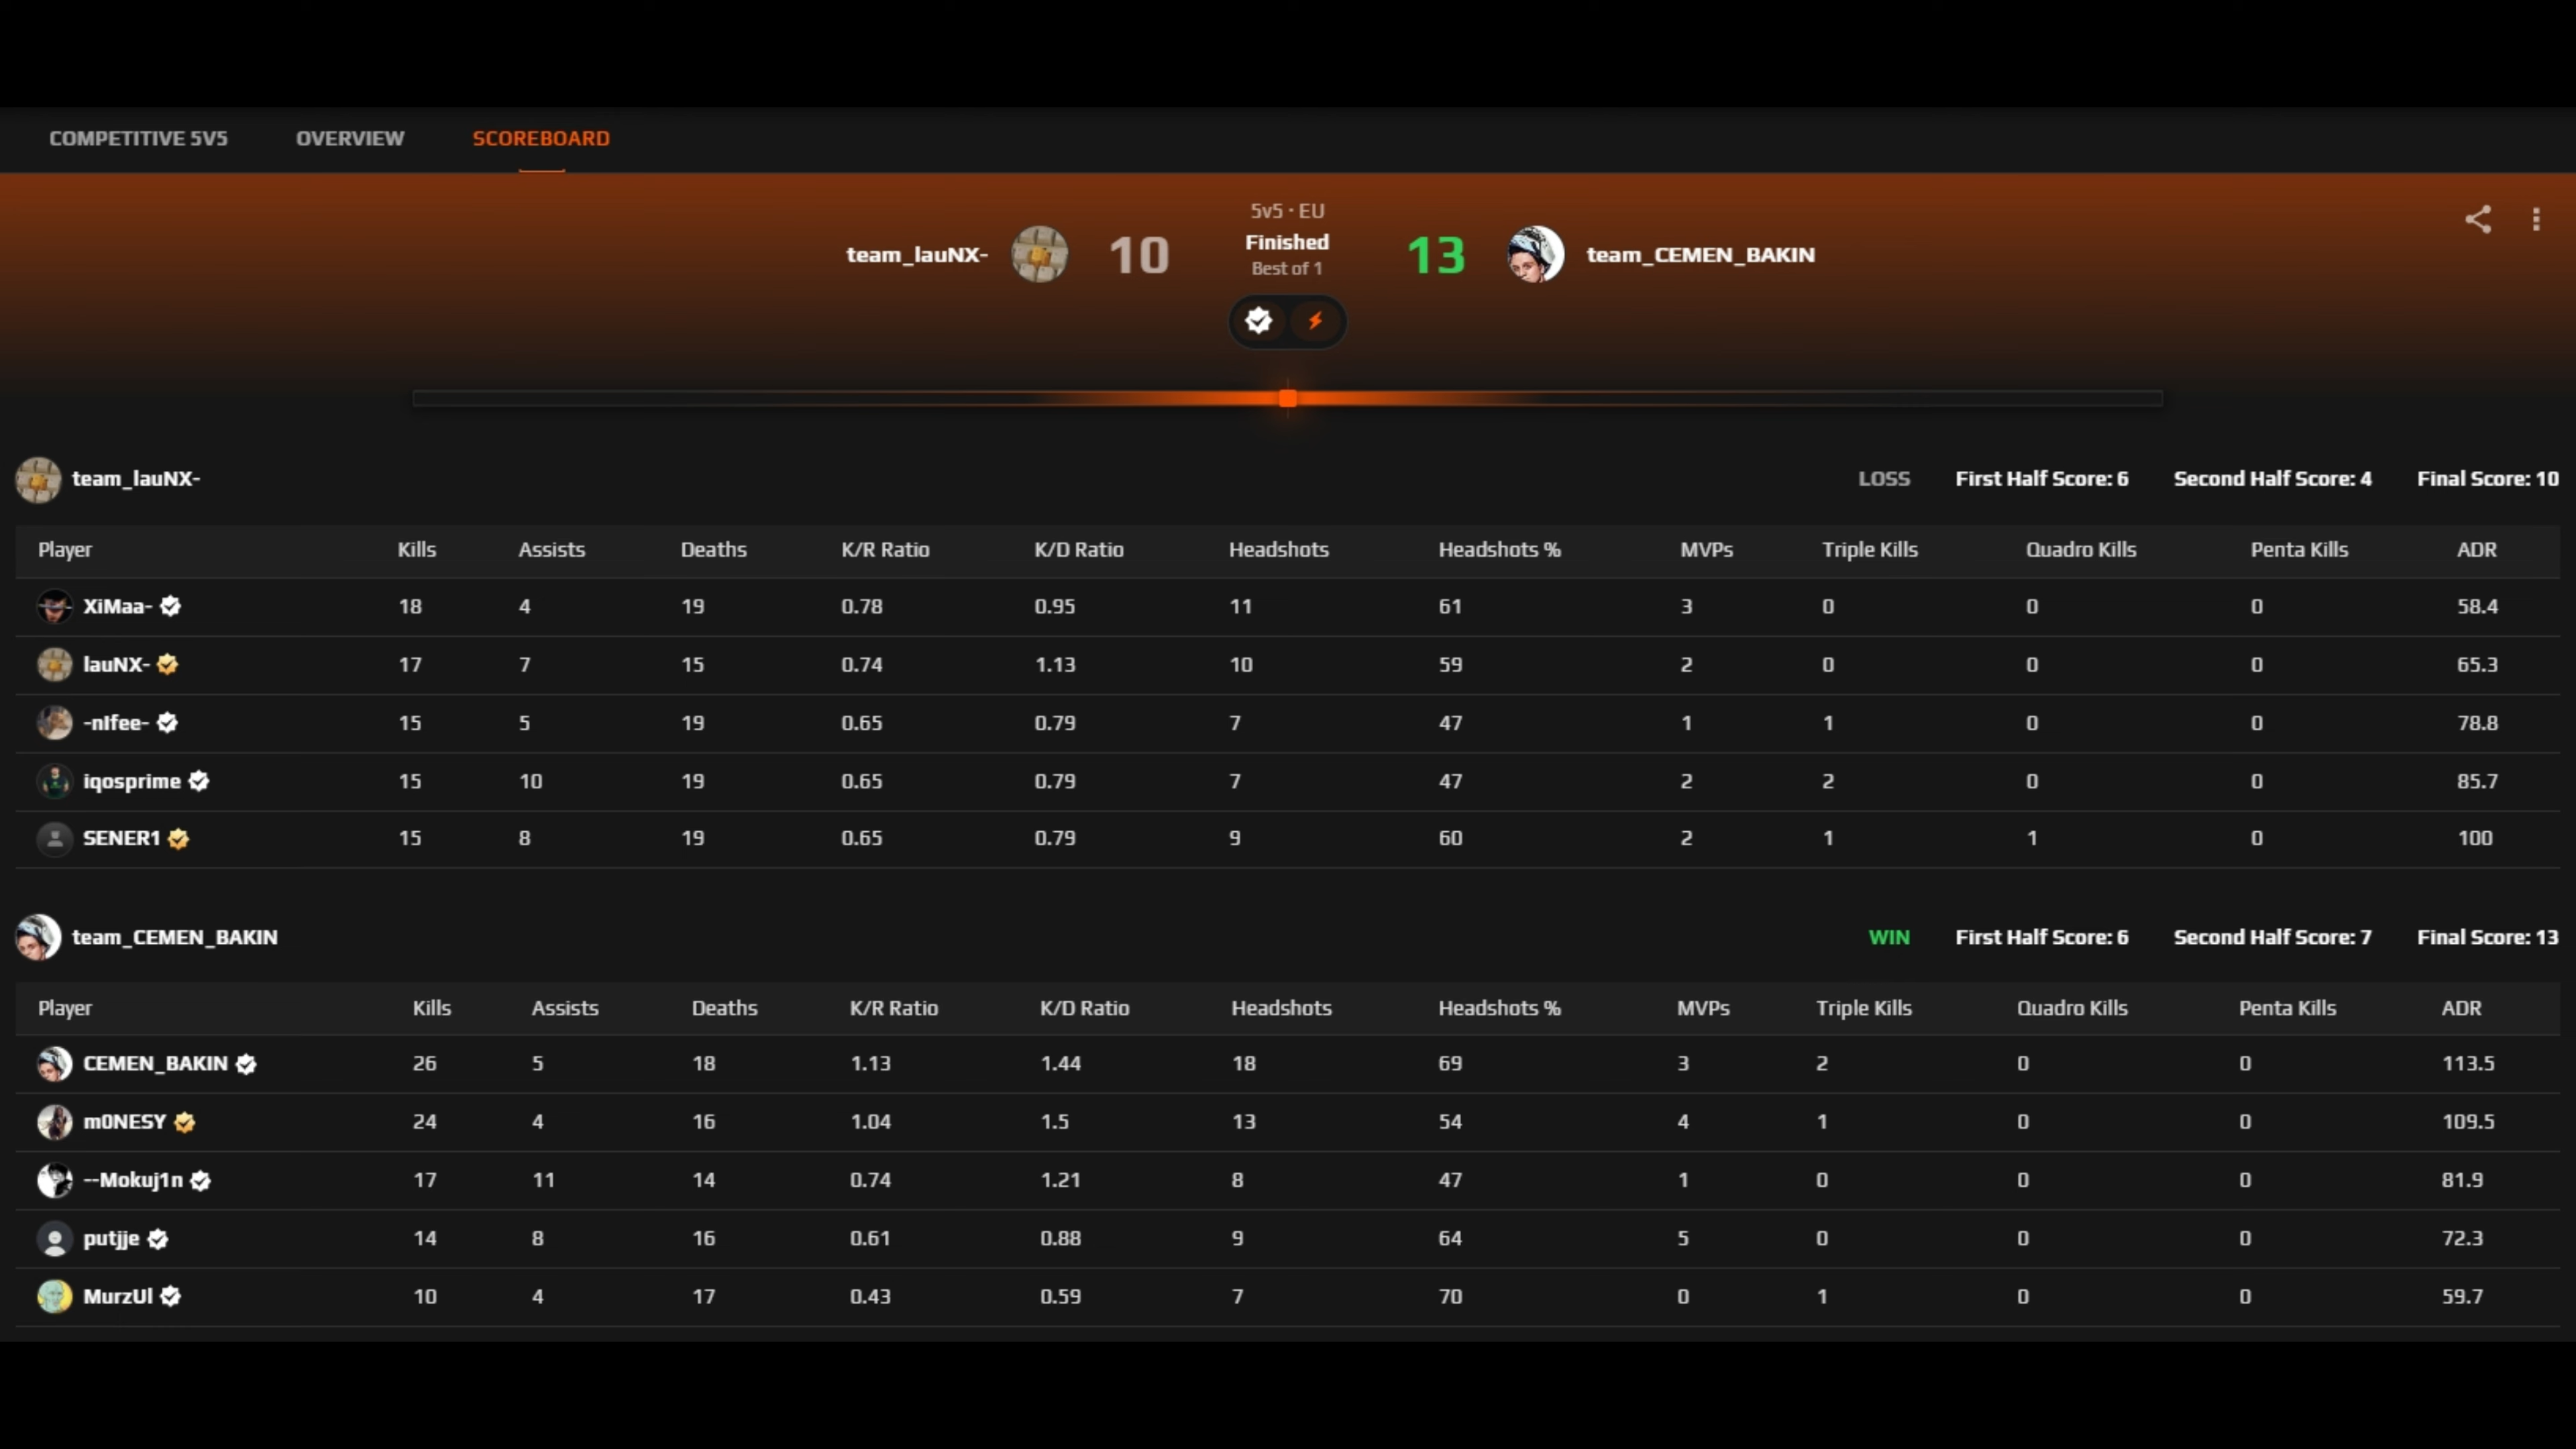 COMPETITIVE 5V5 OVERVIEW SCOREBOARD
5v5 · EU
team_lauNX- 10 Finished 13 team_CEMEN_BAKIN
Best of 1
team_lauNX- LOSS First Half Score: 6 Second Half Score: 4 Final Score: 10
Player Kills Assists Deaths K/R Ratio K/D Ratio Headshots Headshots % MVPs Triple Kills Quadro Kills Penta Kills ADR
XiMaa- 18 4 19 0.78 0.95 11 61 3 0 0 0 58.4
lauNX- 17 7 15 0.74 1.13 10 59 2 0 0 0 65.3
-nIfee- 15 5 19 0.65 0.79 7 47 1 1 0 0 78.8
iqosprime 15 10 19 0.65 0.79 7 47 2 2 0 0 85.7
SENER1 15 8 19 0.65 0.79 9 60 2 1 1 0 100
team_CEMEN_BAKIN WIN First Half Score: 6 Second Half Score: 7 Final Score: 13
Player Kills Assists Deaths K/R Ratio K/D Ratio Headshots Headshots % MVPs Triple Kills Quadro Kills Penta Kills ADR
CEMEN_BAKIN 26 5 18 1.13 1.44 18 69 3 2 0 0 113.5
m0NESY 24 4 16 1.04 1.5 13 54 4 1 0 0 109.5
--Mokuj1n 17 11 14 0.74 1.21 8 47 1 0 0 0 81.9
putjje 14 8 16 0.61 0.88 9 64 5 0 0 0 72.3
MurzUl 10 4 17 0.43 0.59 7 70 0 1 0 0 59.7